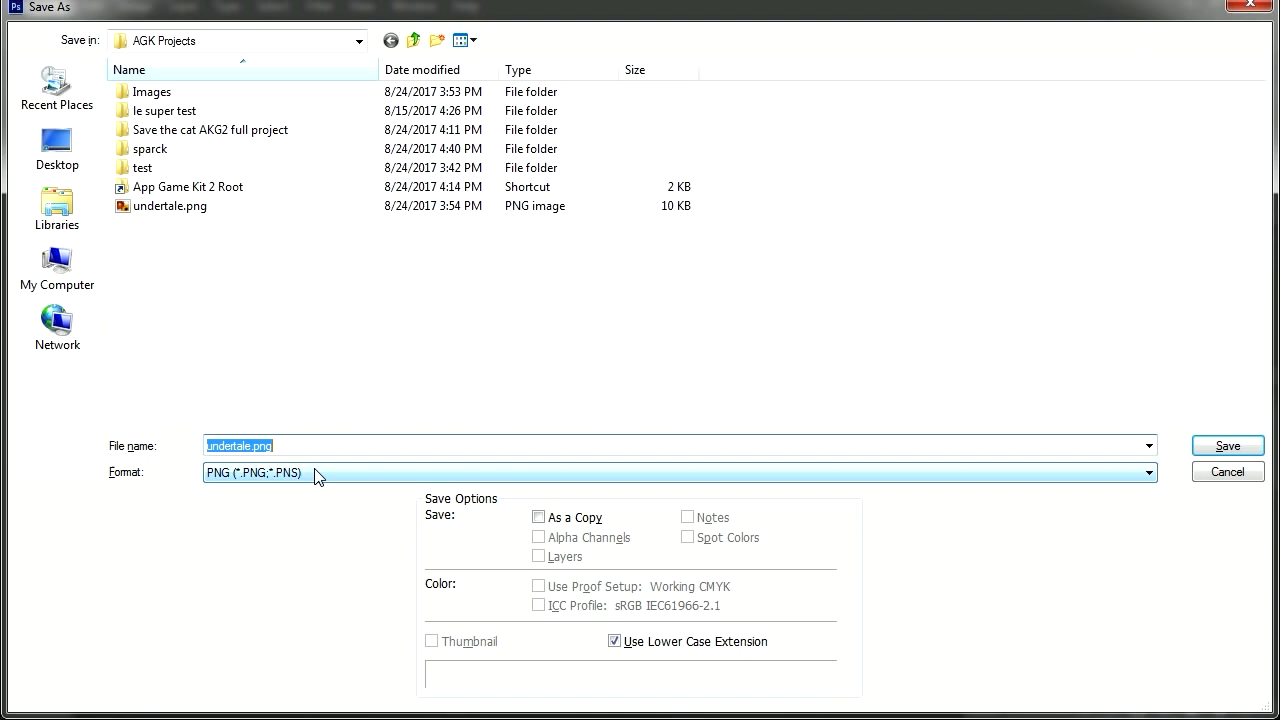 Ps Save As
Save in: AGK Projects
Name Date modified Type Size
Images 8/24/2017 3:53 PM File folder
le super test 8/15/2017 4:26 PM File folder
Save the cat AKG2 full project 8/24/2017 4:11 PM File folder
sparck 8/24/2017 4:40 PM File folder
test 8/24/2017 3:42 PM File folder
App Game Kit 2 Root 8/24/2017 4:14 PM Shortcut 2 KB
undertale.png 8/24/2017 3:54 PM PNG image 10 KB
Recent Places
Desktop
Libraries
My Computer
Network
File name: undertale.png Save
Format: PNG (*.PNG;*.PNS) Cancel
Save Options
Save: As a Copy Notes
Alpha Channels Spot Colors
Layers
Color: Use Proof Setup: Working CMYK
ICC Profile: sRGB IEC61966-2.1
Thumbnail Use Lower Case Extension